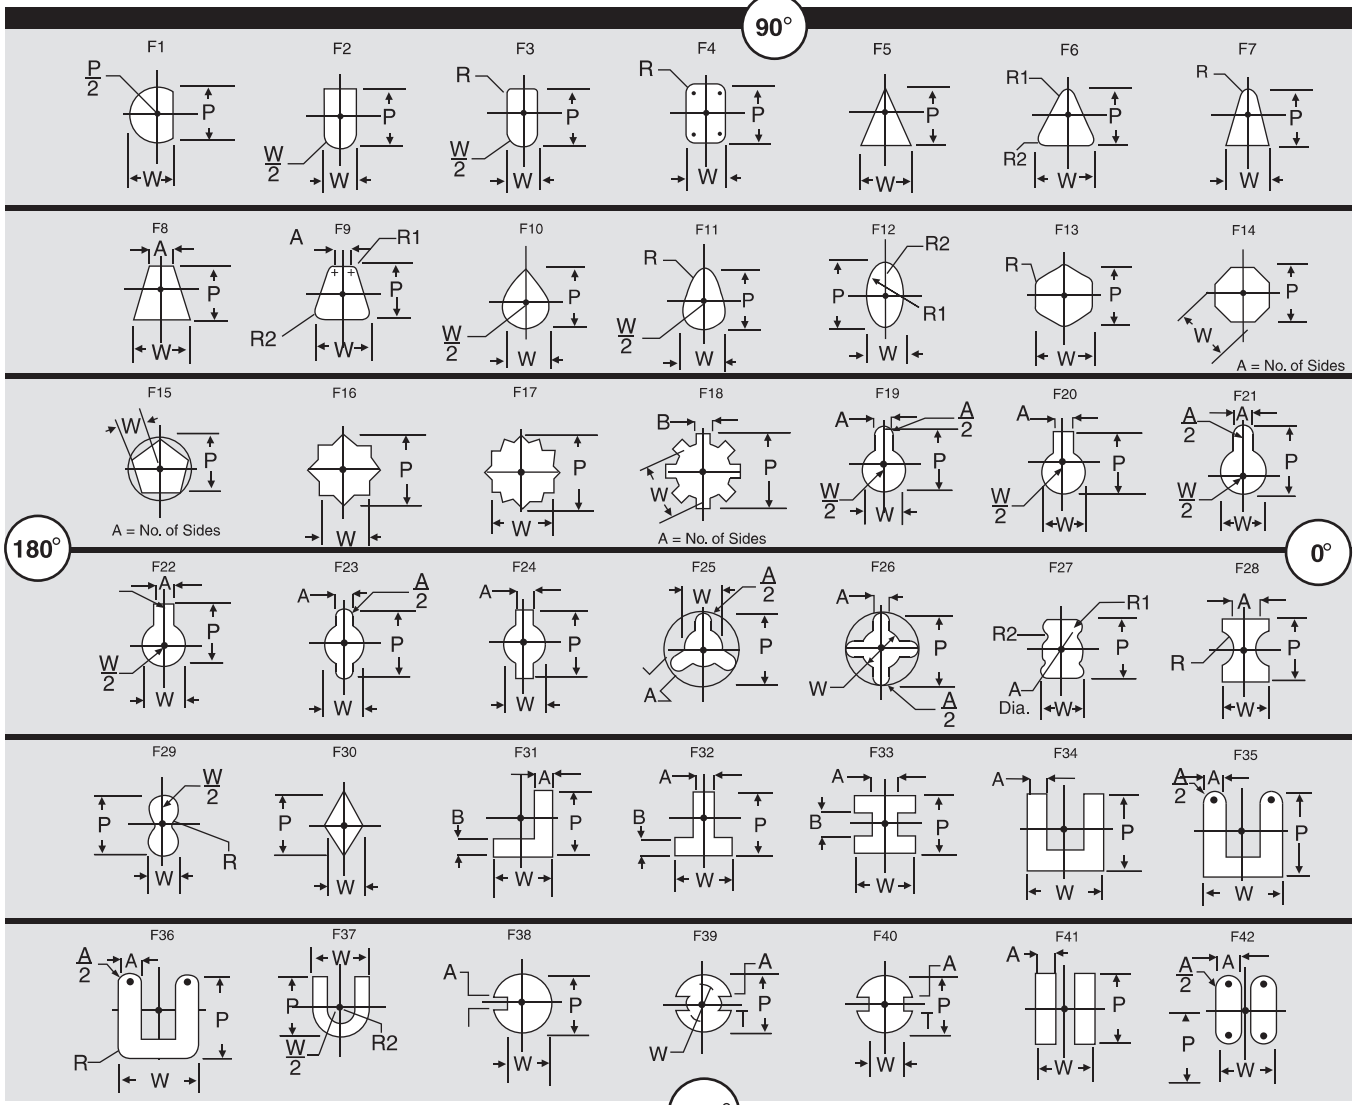 90°
F1 F2 F3 F4 F5 F6 F7
P/2 P W
W/2 P W
R W/2 P W
R P W
P W
R1 R2 P W
R P W
F8 F9 F10 F11 F12 F13 F14
A P W
A R1 R2 P W
W/2 P W
R W/2 P W
R2 P R1 W
R P W
P W
A = No. of Sides
F15 F16 F17 F18 F19 F20 F21
W P
A = No. of Sides
P W
P W
B W P
A = No. of Sides
A A/2 P W/2 W
A P W/2 W
A/2 A P W/2 W
180° 0°
F22 F23 F24 F25 F26 F27 F28
A P W/2 W
A A/2 P W
A P W
W A/2 P A
A P W A/2
R1 R2 P A Dia. W
A P R W
F29 F30 F31 F32 F33 F34 F35
W/2 P R W
P W
A B P W
A B P W
A B P W
A P W
A/2 A P W
F36 F37 F38 F39 F40 F41 F42
A/2 A P R W
W P W/2 R2
A P W
A P T W
A P T W
A P W
A/2 A P W